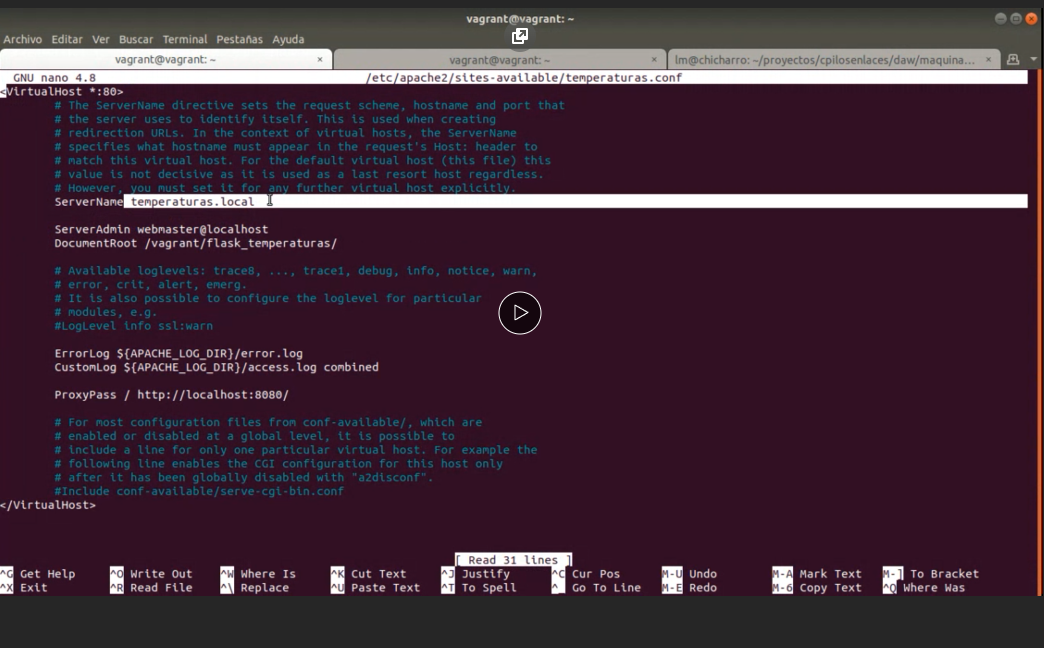 vagrant@vagrant: ~
Archivo Editar Ver Buscar Terminal Pestañas Ayuda
vagrant@vagrant: ~ × vagrant@vagrant: ~ × lm@chicharro: ~/proyectos/cpilosenlaces/daw/maquina... ×
GNU nano 4.8 /etc/apache2/sites-available/temperaturas.conf
<VirtualHost *:80>
# The ServerName directive sets the request scheme, hostname and port that
# the server uses to identify itself. This is used when creating
# redirection URLs. In the context of virtual hosts, the ServerName
# specifies what hostname must appear in the request's Host: header to
# match this virtual host. For the default virtual host (this file) this
# value is not decisive as it is used as a last resort host regardless.
# However, you must set it for any further virtual host explicitly.
ServerName temperaturas.local
ServerAdmin webmaster@localhost
DocumentRoot /vagrant/flask_temperaturas/
# Available loglevels: trace8, ..., trace1, debug, info, notice, warn,
# error, crit, alert, emerg.
# It is also possible to configure the loglevel for particular
# modules, e.g.
#LogLevel info ssl:warn
ErrorLog ${APACHE_LOG_DIR}/error.log
CustomLog ${APACHE_LOG_DIR}/access.log combined
ProxyPass / http://localhost:8080/
# For most configuration files from conf-available/, which are
# enabled or disabled at a global level, it is possible to
# include a line for only one particular virtual host. For example the
# following line enables the CGI configuration for this host only
# after it has been globally disabled with "a2disconf".
#Include conf-available/serve-cgi-bin.conf
</VirtualHost>
[ Read 31 lines ]
^G Get Help ^O Write Out ^W Where Is ^K Cut Text ^J Justify ^C Cur Pos M-U Undo M-A Mark Text M-] To Bracket
^X Exit ^R Read File ^\ Replace ^U Paste Text ^T To Spell ^_ Go To Line M-E Redo M-6 Copy Text ^Q Where Was